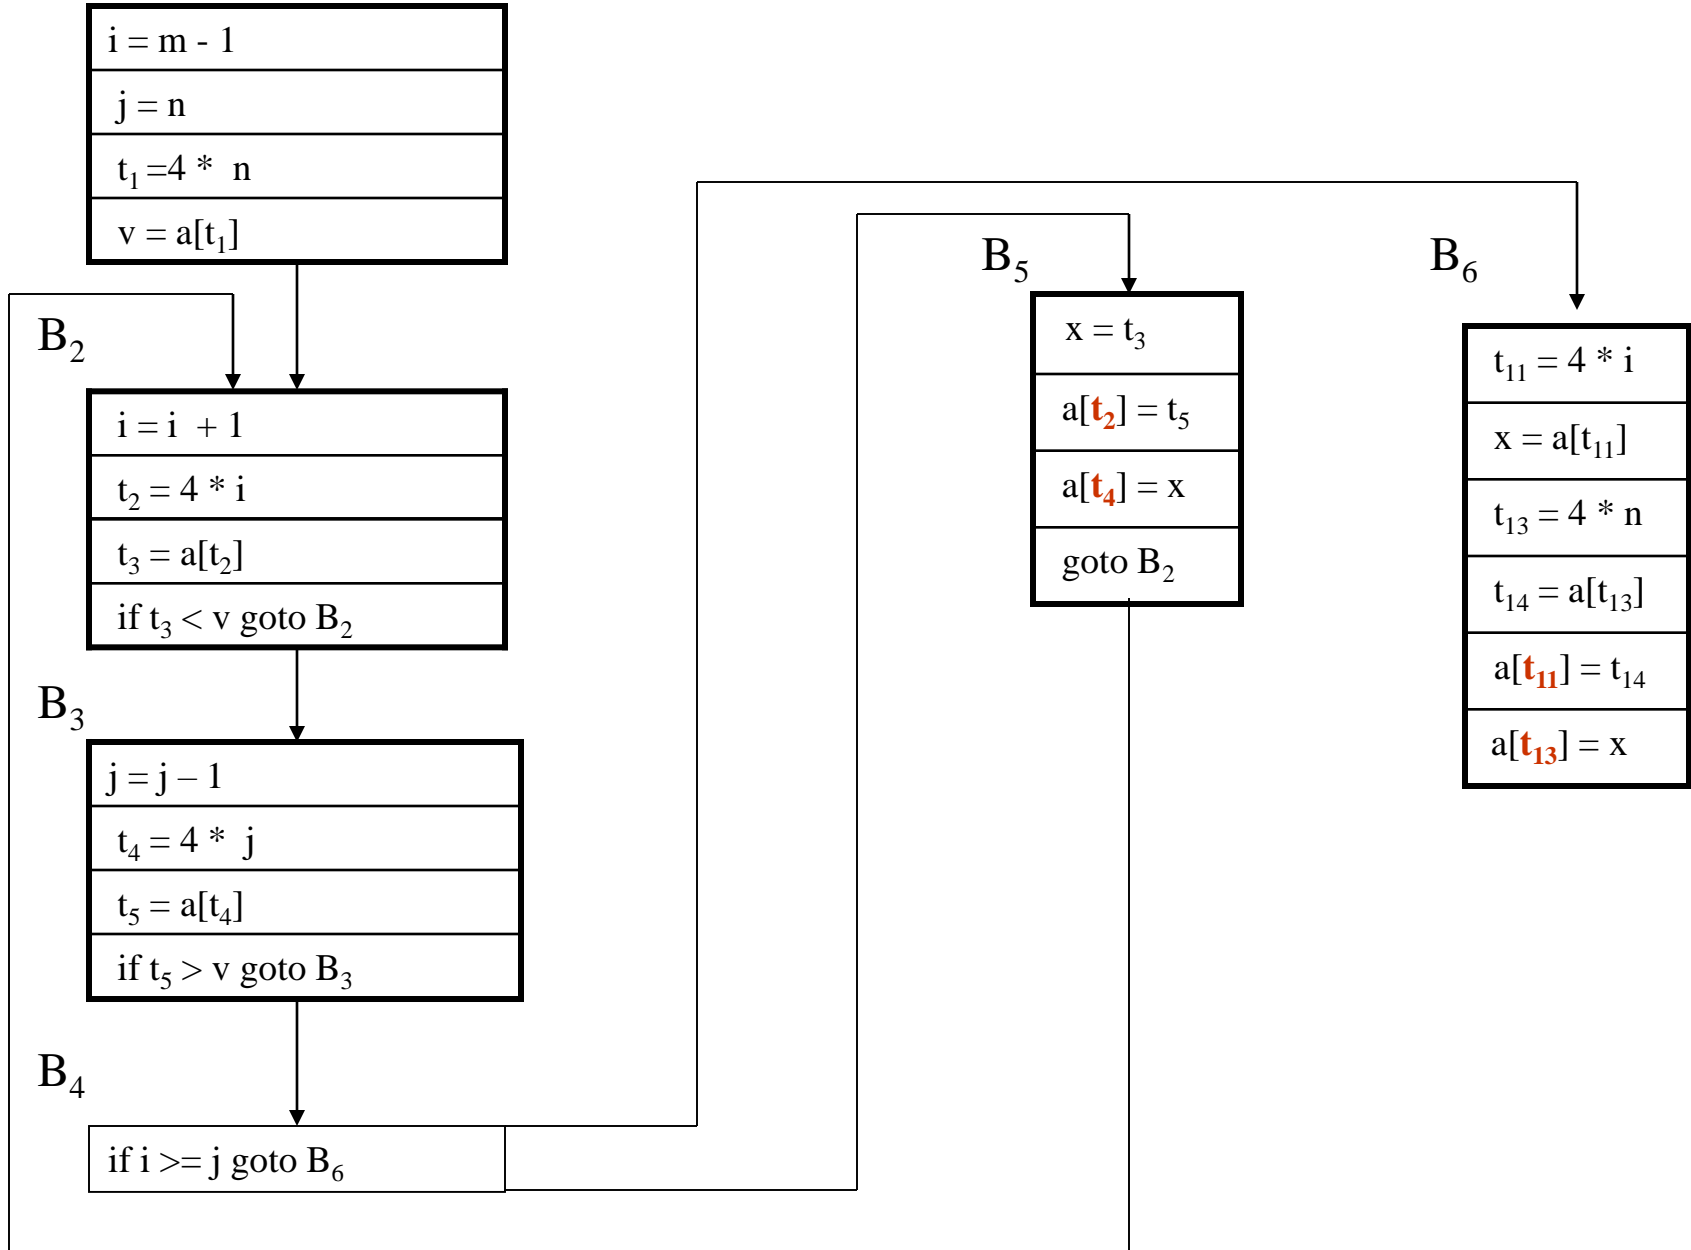 i = m - 1
j = n
t₁ =4 * n
v = a[t₁]
B₂
i = i + 1
t₂ = 4 * i
t₃ = a[t₂]
if t₃ < v goto B₂
B₃
j = j – 1
t₄ = 4 * j
t₅ = a[t₄]
if t₅ > v goto B₃
B₄
if i >= j goto B₆
B₅
x = t₃
a[t₂] = t₅
a[t₄] = x
goto B₂
B₆
t₁₁ = 4 * i
x = a[t₁₁]
t₁₃ = 4 * n
t₁₄ = a[t₁₃]
a[t₁₁] = t₁₄
a[t₁₃] = x